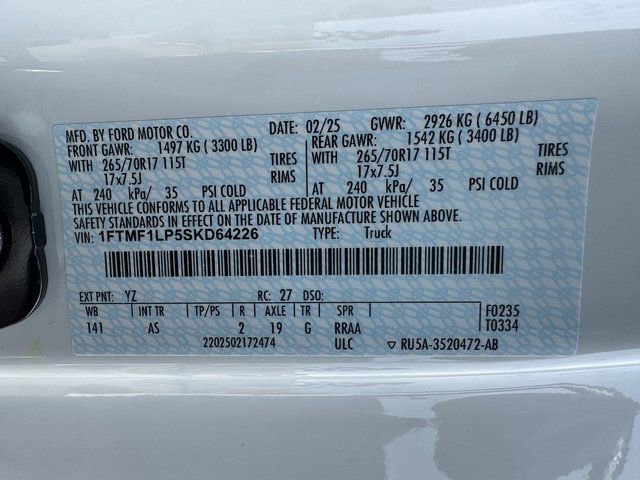 MFD. BY FORD MOTOR CO. DATE: 02/25 GVWR: 2926 KG ( 6450 LB)
FRONT GAWR: 1497 KG ( 3300 LB) REAR GAWR: 1542 KG ( 3400 LB)
WITH 265/70R17 115T TIRES WITH 265/70R17 115T TIRES
17x7.5J RIMS 17x7.5J RIMS
AT 240 kPa/ 35 PSI COLD AT 240 kPa/ 35 PSI COLD
THIS VEHICLE CONFORMS TO ALL APPLICABLE FEDERAL MOTOR VEHICLE
SAFETY STANDARDS IN EFFECT ON THE DATE OF MANUFACTURE SHOWN ABOVE.
VIN: 1FTMF1LP5SKD64226 TYPE: Truck
EXT PNT: YZ RC: 27 DSO:
WB INT TR TP/PS R AXLE TR SPR F0235
141 AS 2 19 G RRAA T0334
2202502172474 ULC ▽ RU5A-3520472-AB